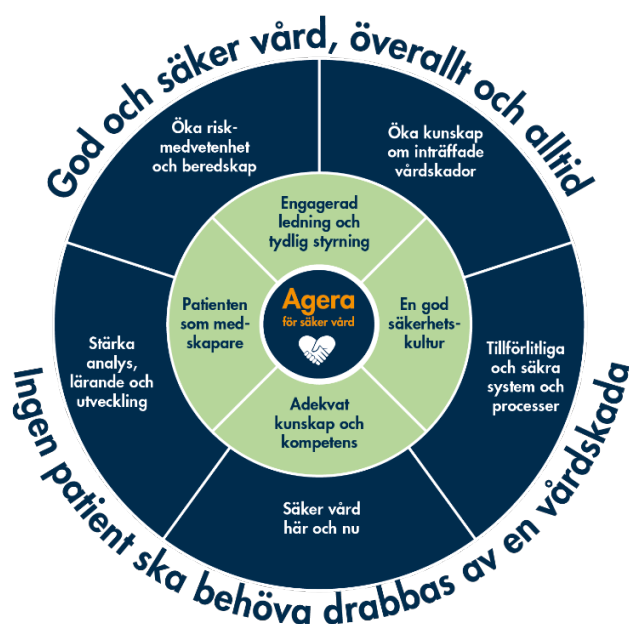 God och säker vård, överallt och alltid
Öka risk-
medvetenhet
och beredskap
Öka kunskap
om inträffade
vårdskador
Engagerad
ledning och
tydlig styrning
Patienten
som med-
skapare
Agera
för säker vård
En god
säkerhets-
kultur
Stärka
analys,
lärande och
utveckling
Tillförlitliga
och säkra
system och
processer
Adekvat
kunskap och
kompetens
Säker vård
här och nu
Ingen patient ska behöva drabbas av en vårdskada